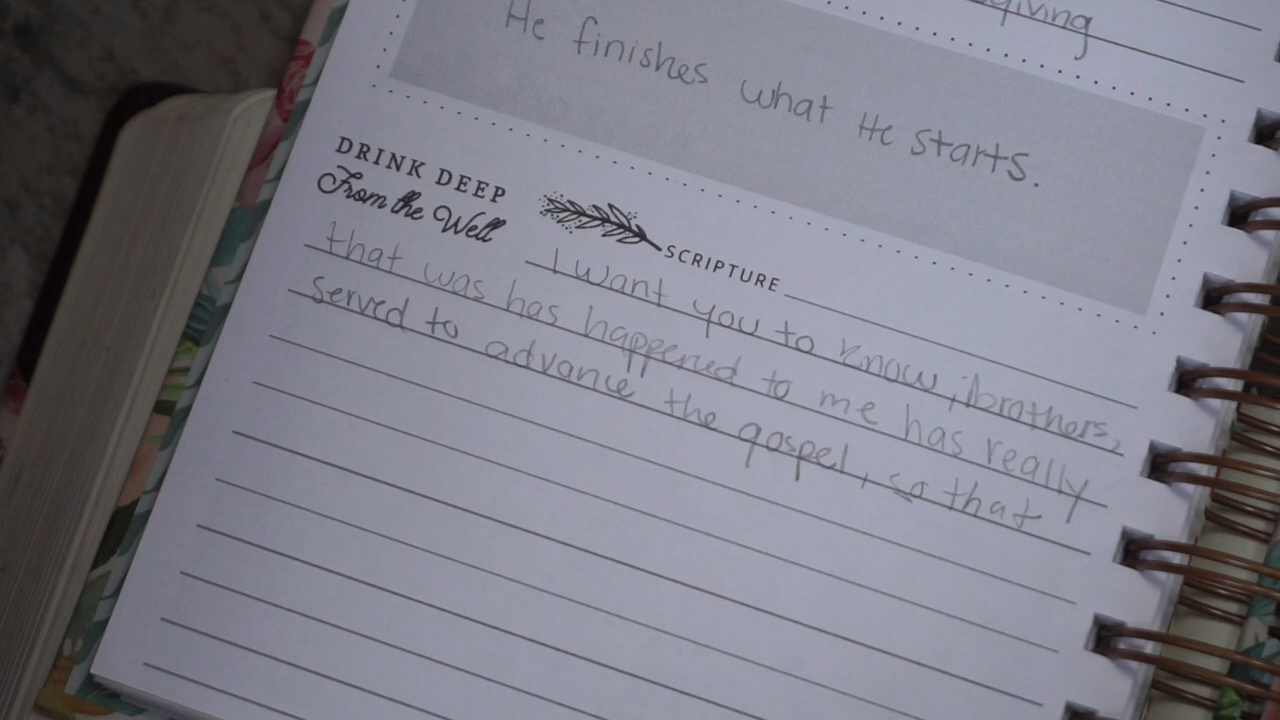 giving
He finishes what He starts.
DRINK DEEP
From the Well
SCRIPTURE
I want you to know, brothers,
that was has happened to me has really
served to advance the gospel, so that